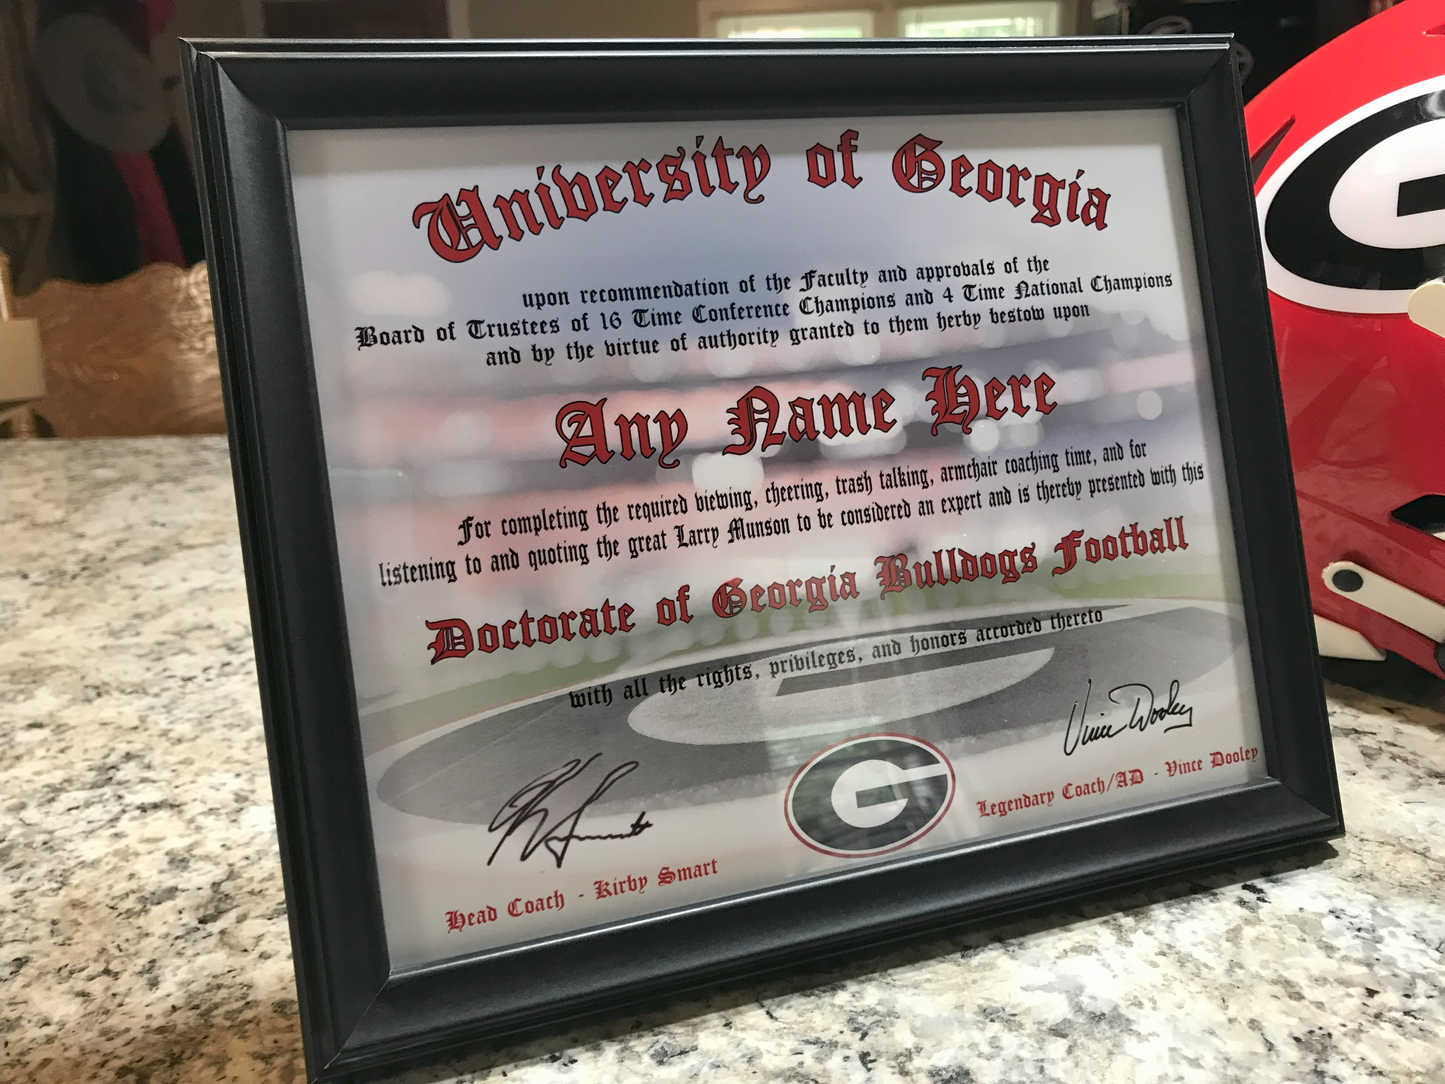 University of Georgia
upon recommendation of the Faculty and approvals of the
Board of Trustees of 16 Time Conference Champions and 4 Time National Champions
and by the virtue of authority granted to them herby bestow upon
Any Name Here
For completing the required viewing, cheering, trash talking, armchair coaching time, and for
listening to and quoting the great Larry Munson to be considered an expert and is thereby presented with this
Doctorate of Georgia Bulldogs Football
with all the rights, privileges, and honors accorded thereto
Vince Dooley
Legendary Coach/AD - Vince Dooley
G
Head Coach - Kirby Smart
G